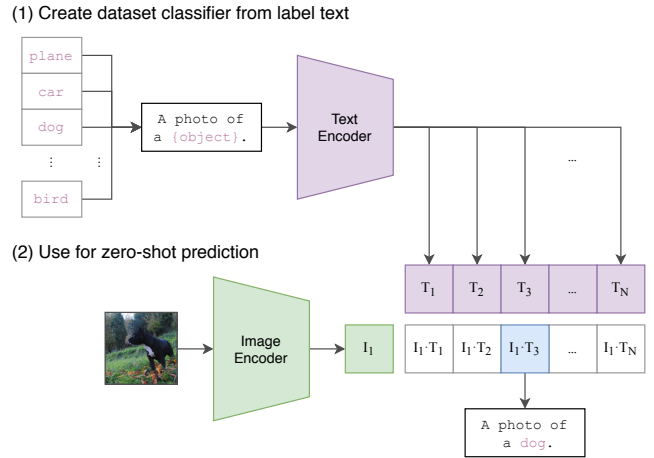 (1) Create dataset classifier from label text
plane
car
dog
⋮
⋮
bird
A photo of
a {object}.
Text
Encoder
...
(2) Use for zero-shot prediction
T₁ T₂ T₃ ... T_N
Image
Encoder
I₁
I₁·T₁ I₁·T₂ I₁·T₃ ... I₁·T_N
A photo of
a dog.